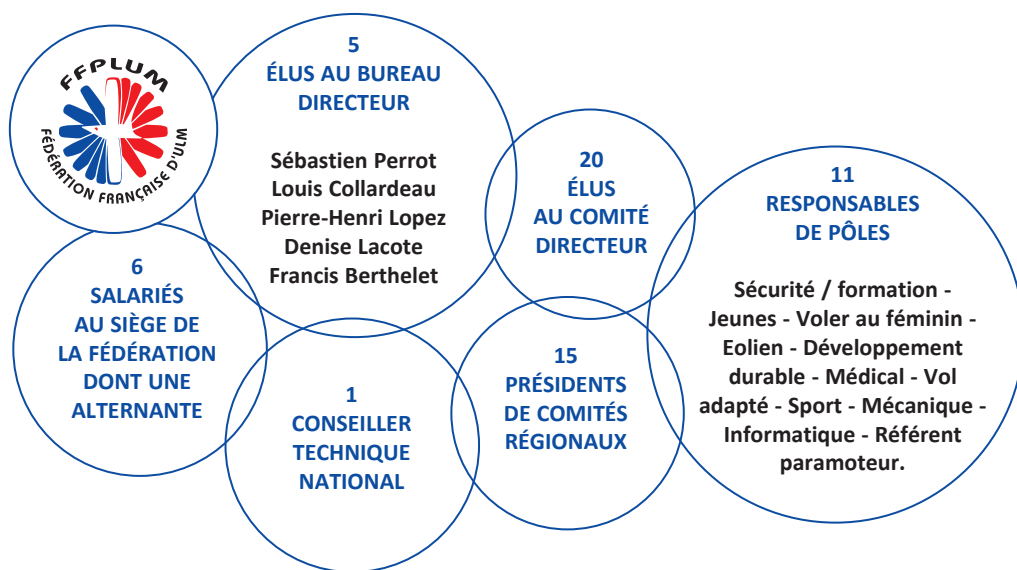 FFPLUM
FÉDÉRATION FRANÇAISE D'ULM
5
ÉLUS AU BUREAU
DIRECTEUR
Sébastien Perrot
Louis Collardeau
Pierre-Henri Lopez
Denise Lacote
Francis Berthelet
20
ÉLUS
AU COMITÉ
DIRECTEUR
11
RESPONSABLES
DE PÔLES
Sécurité / formation -
Jeunes - Voler au féminin -
Eolien - Développement
durable - Médical - Vol
adapté - Sport - Mécanique -
Informatique - Référent
paramoteur.
6
SALARIÉS
AU SIÈGE DE
LA FÉDÉRATION
DONT UNE
ALTERNANTE
1
CONSEILLER
TECHNIQUE
NATIONAL
15
PRÉSIDENTS
DE COMITÉS
RÉGIONAUX